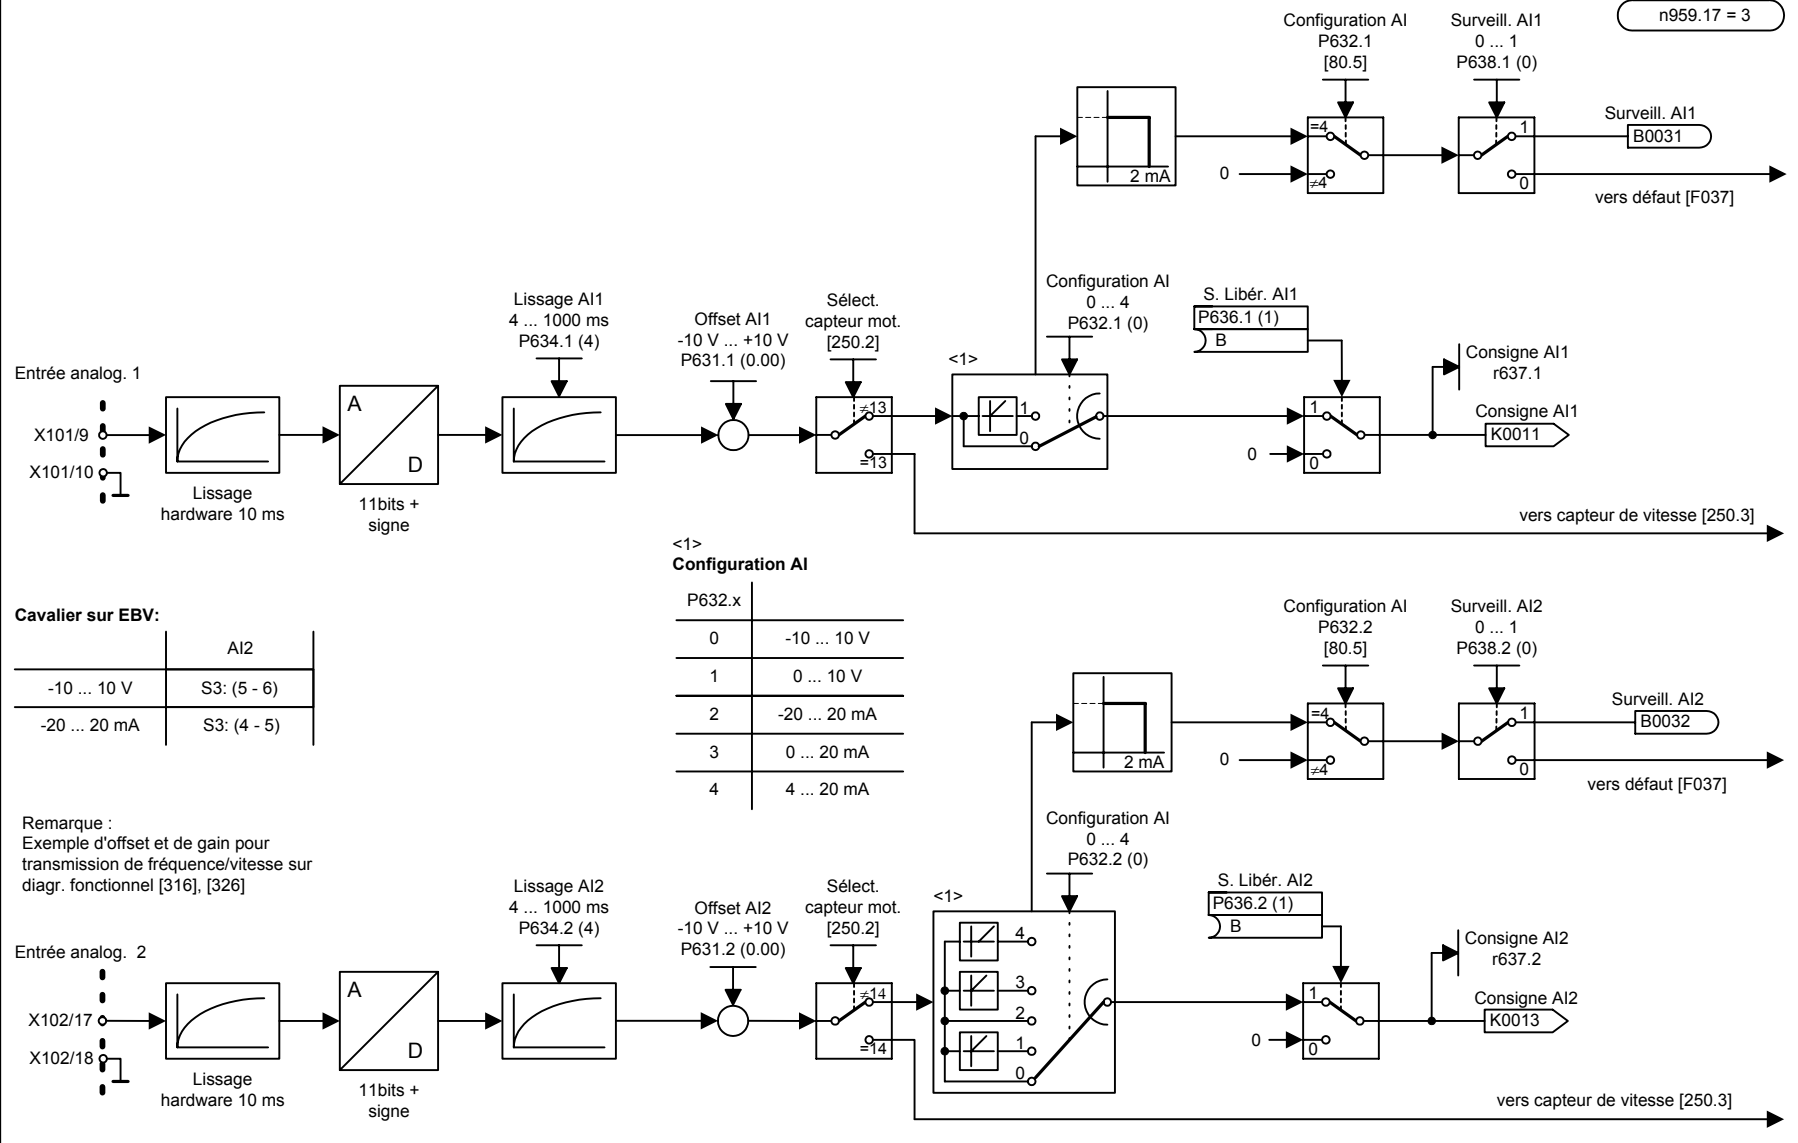 n959.17 = 3
Configuration AI
P632.1
[80.5]
Surveill. AI1
0 ... 1
P638.1 (0)
2 mA
=4
0
≠4
1
0
Surveill. AI1
B0031
vers défaut [F037]
Entrée analog. 1
X101/9
X101/10
Lissage
hardware 10 ms
A
D
11bits +
signe
Lissage AI1
4 ... 1000 ms
P634.1 (4)
Offset AI1
-10 V ... +10 V
P631.1 (0.00)
Sélect.
capteur mot.
[250.2]
≠13
=13
<1>
Configuration AI
0 ... 4
P632.1 (0)
1
0
S. Libér. AI1
P636.1 (1)
B
1
0
0
Consigne AI1
r637.1
Consigne AI1
K0011
vers capteur de vitesse [250.3]
Cavalier sur EBV:
AI2
-10 ... 10 V S3: (5 - 6)
-20 ... 20 mA S3: (4 - 5)
<1>
Configuration AI
P632.x
0 -10 ... 10 V
1 0 ... 10 V
2 -20 ... 20 mA
3 0 ... 20 mA
4 4 ... 20 mA
Configuration AI
P632.2
[80.5]
Surveill. AI2
0 ... 1
P638.2 (0)
2 mA
=4
0
≠4
1
0
Surveill. AI2
B0032
vers défaut [F037]
Remarque :
Exemple d'offset et de gain pour
transmission de fréquence/vitesse sur
diagr. fonctionnel [316], [326]
Entrée analog. 2
X102/17
X102/18
Lissage
hardware 10 ms
A
D
11bits +
signe
Lissage AI2
4 ... 1000 ms
P634.2 (4)
Offset AI2
-10 V ... +10 V
P631.2 (0.00)
Sélect.
capteur mot.
[250.2]
≠14
=14
<1>
Configuration AI
0 ... 4
P632.2 (0)
4
3
2
1
0
S. Libér. AI2
P636.2 (1)
B
1
0
0
Consigne AI2
r637.2
Consigne AI2
K0013
vers capteur de vitesse [250.3]